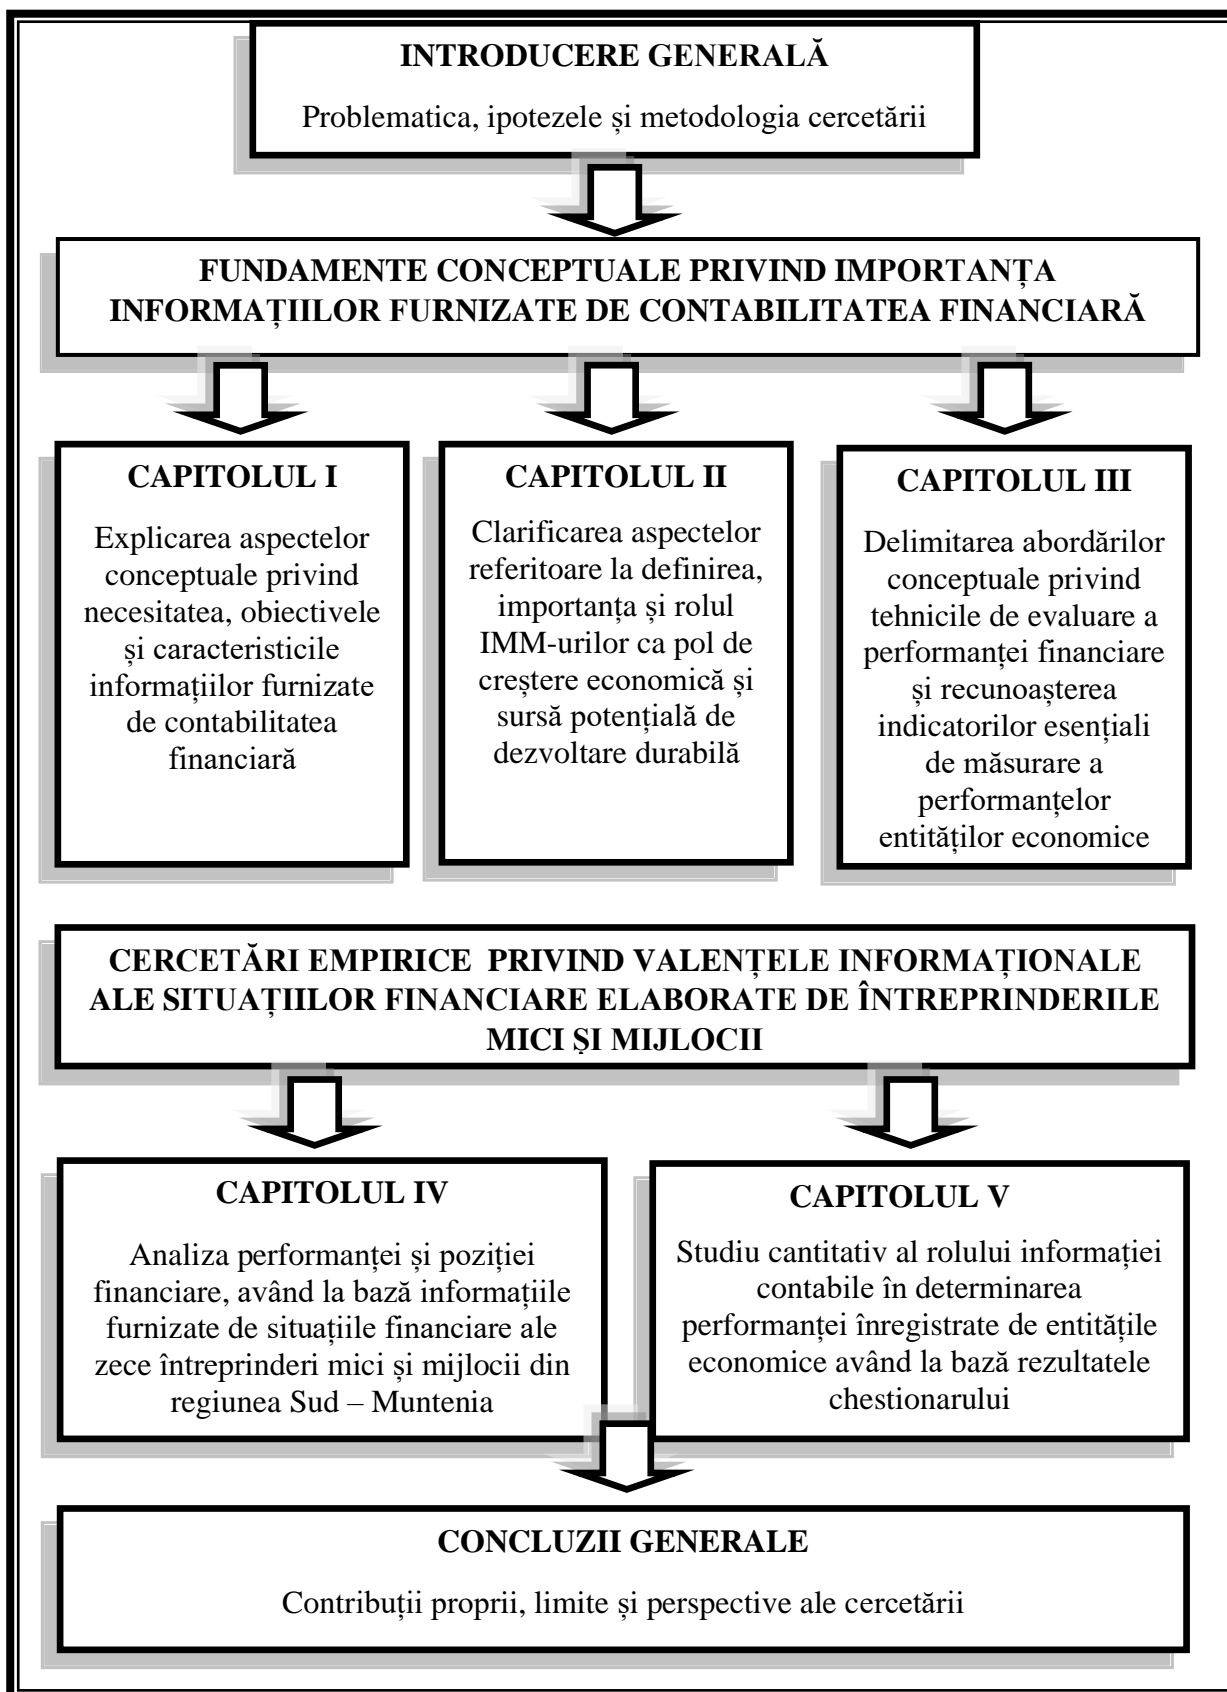 INTRODUCERE GENERALĂ
Problematica, ipotezele și metodologia cercetării
FUNDAMENTE CONCEPTUALE PRIVIND IMPORTANȚA
INFORMAȚIILOR FURNIZATE DE CONTABILITATEA FINANCIARĂ
CAPITOLUL I
Explicarea aspectelor
conceptuale privind
necesitatea, obiectivele
și caracteristicile
informațiilor furnizate
de contabilitatea
financiară
CAPITOLUL II
Clarificarea aspectelor
referitoare la definirea,
importanța și rolul
IMM-urilor ca pol de
creștere economică și
sursă potențială de
dezvoltare durabilă
CAPITOLUL III
Delimitarea abordărilor
conceptuale privind
tehnicile de evaluare a
performanței financiare
și recunoașterea
indicatorilor esențiali
de măsurare a
performanțelor
entităților economice
CERCETĂRI EMPIRICE  PRIVIND VALENȚELE INFORMAȚIONALE
ALE SITUAȚIILOR FINANCIARE ELABORATE DE ÎNTREPRINDERILE
MICI ȘI MIJLOCII
CAPITOLUL IV
Analiza performanței și poziției
financiare, având la bază informațiile
furnizate de situațiile financiare ale
zece întreprinderi mici și mijlocii din
regiunea Sud – Muntenia
CAPITOLUL V
Studiu cantitativ al rolului informației
contabile în determinarea
performanței înregistrate de entitățile
economice având la bază rezultatele
chestionarului
CONCLUZII GENERALE
Contribuții proprii, limite și perspective ale cercetării